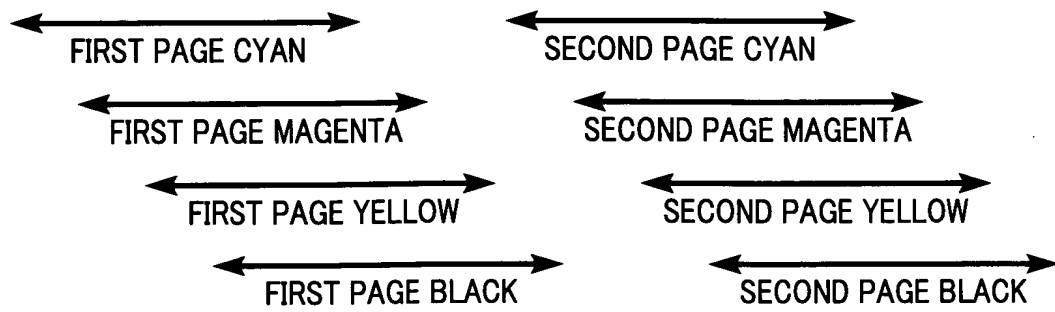 FIRST PAGE CYAN
SECOND PAGE CYAN
FIRST PAGE MAGENTA
SECOND PAGE MAGENTA
FIRST PAGE YELLOW
SECOND PAGE YELLOW
FIRST PAGE BLACK
SECOND PAGE BLACK